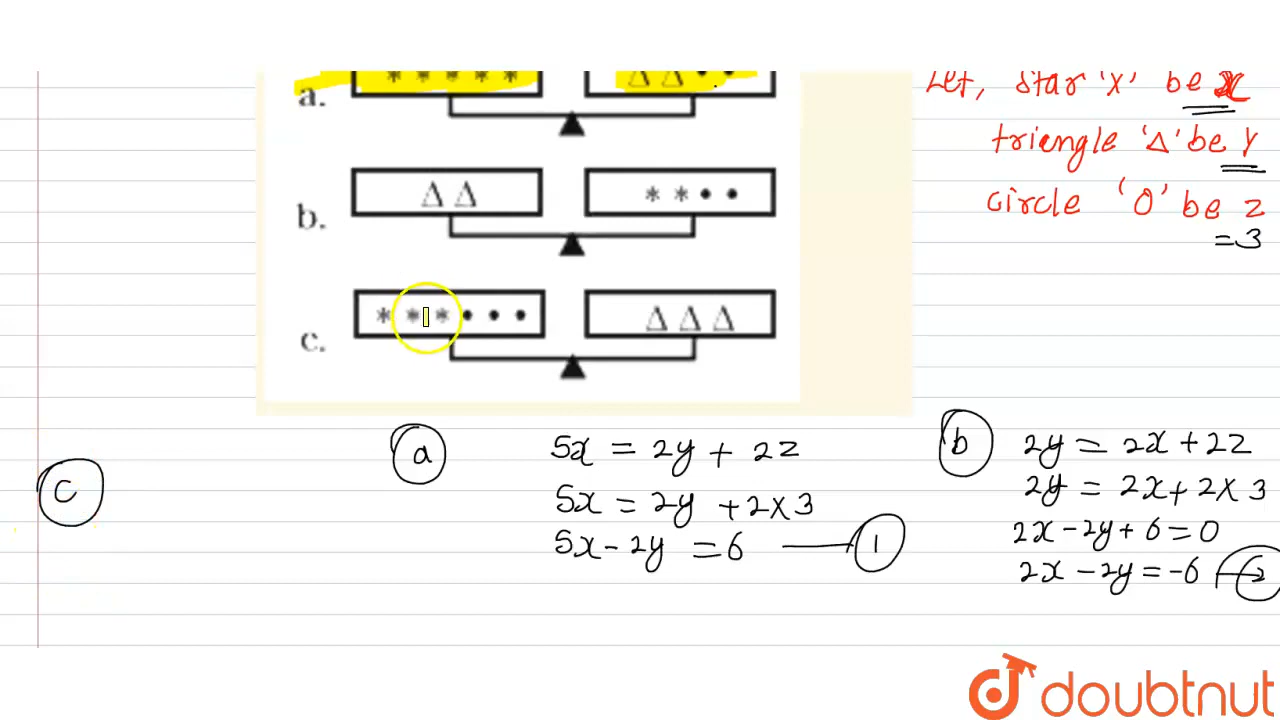 Let, Star 'x' be x
triangle 'Δ' be Y
circle 'O' be z
= 3
a. * * * * * Δ Δ • •
b. Δ Δ * * • •
c. * * * • • • Δ Δ Δ
a 5x = 2y + 2z
5x = 2y + 2×3
5x - 2y = 6 — 1
b 2y = 2x + 2z
2y = 2x + 2×3
2x - 2y + 6 = 0
2x - 2y = -6 — 2
C
doubtnut